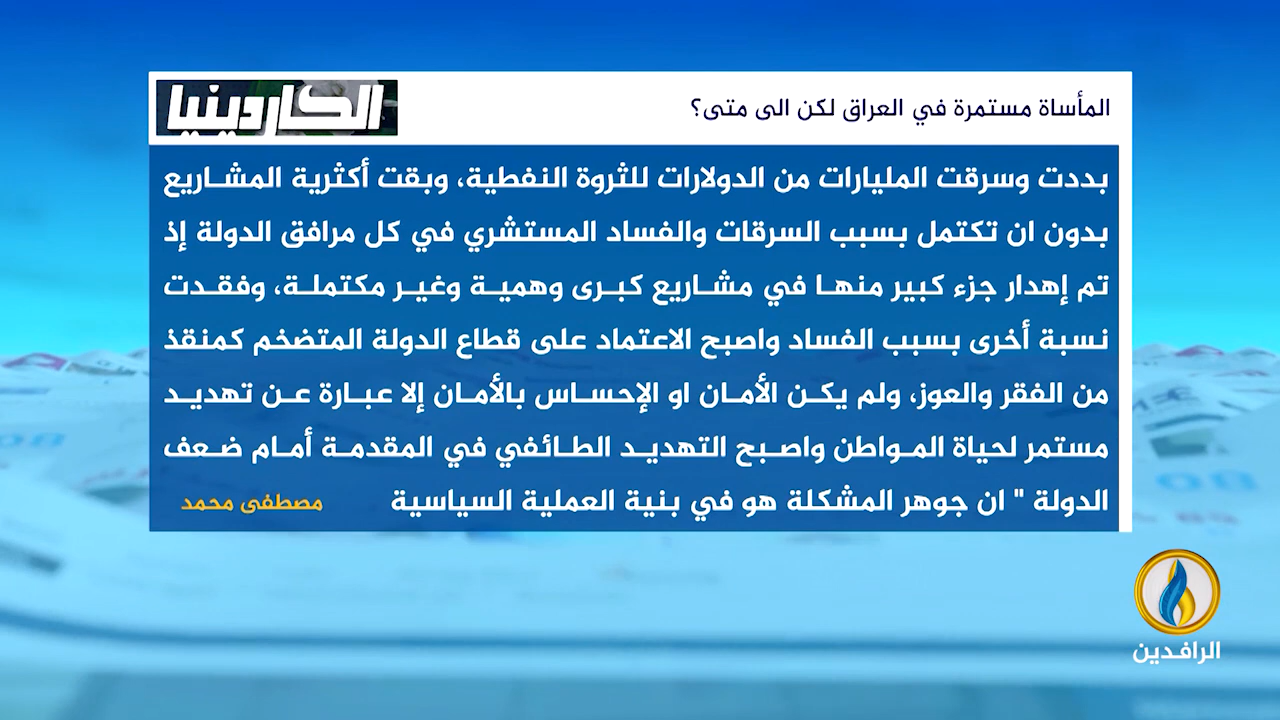 الكاردينيا
المأساة مستمرة في العراق لكن الى متى؟
بددت وسرقت المليارات من الدولارات للثروة النفطية، وبقت أكثرية المشاريع
بدون ان تكتمل بسبب السرقات والفساد المستشري في كل مرافق الدولة إذ
تم إهدار جزء كبير منها في مشاريع كبرى وهمية وغير مكتملة، وفقدت
نسبة أخرى بسبب الفساد واصبح الاعتماد على قطاع الدولة المتضخم كمنقذ
من الفقر والعوز، ولم يكن الأمان او الإحساس بالأمان إلا عبارة عن تهديد
مستمر لحياة المواطن واصبح التهديد الطائفي في المقدمة أمام ضعف
الدولة " ان جوهر المشكلة هو في بنية العملية السياسية
مصطفى محمد
الرافدين